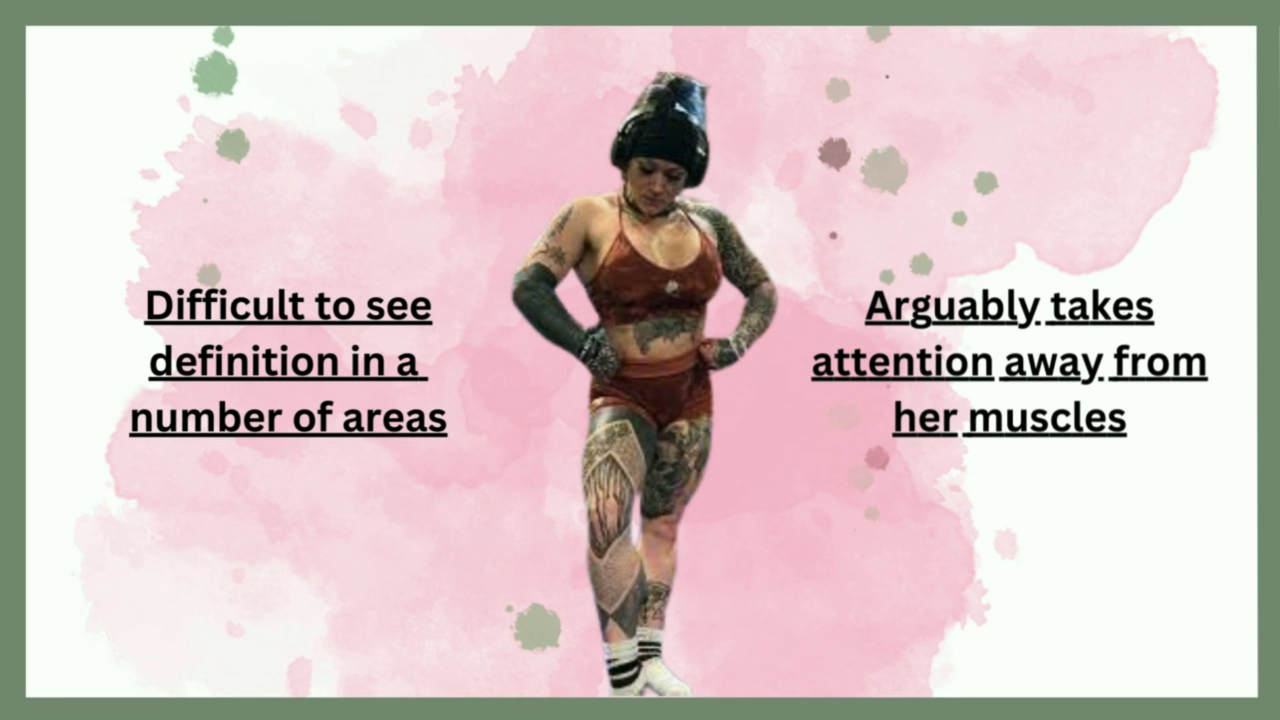 Difficult to see
definition in a
number of areas
Arguably takes
attention away from
her muscles